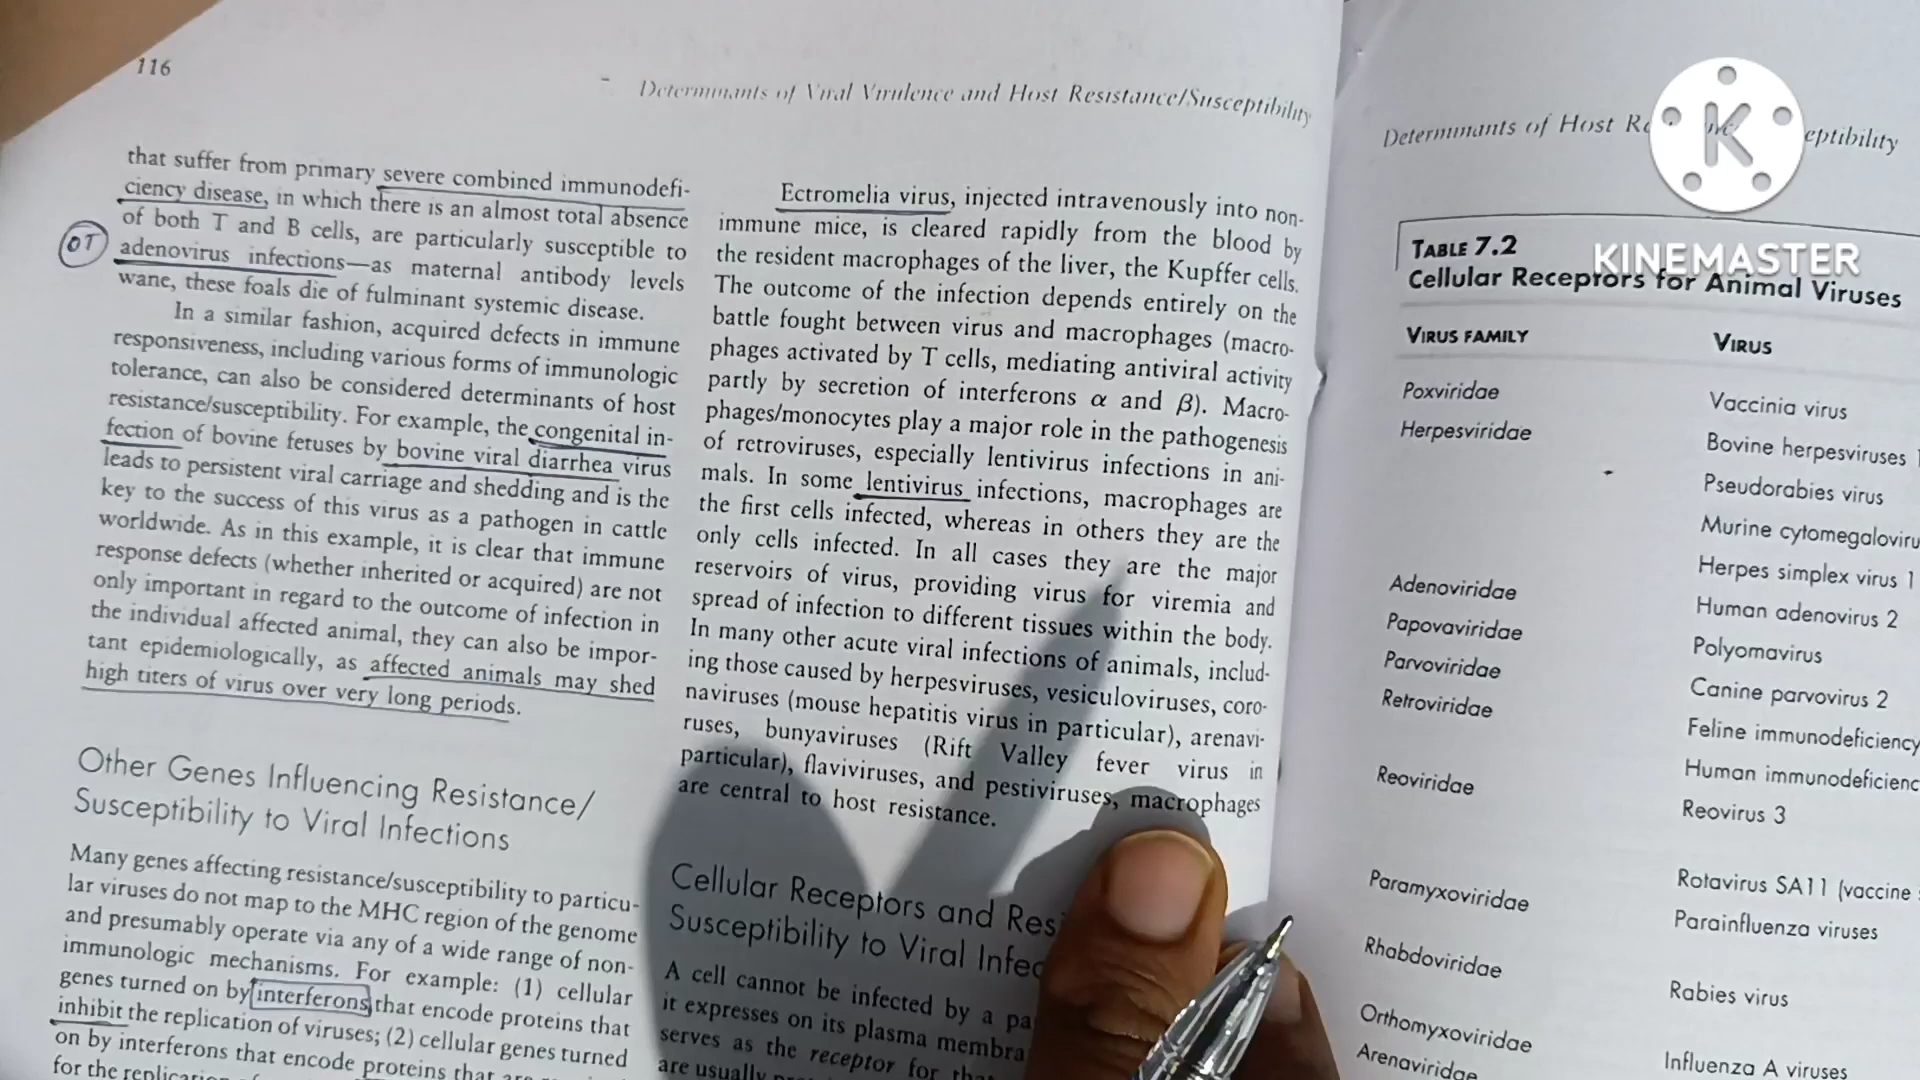 116
Determinants of Viral Virulence and Host Resistance/Susceptibility
that suffer from primary severe combined immunodefi-
ciency disease, in which there is an almost total absence
of both T and B cells, are particularly susceptible to
OT
adenovirus infections—as maternal antibody levels
wane, these foals die of fulminant systemic disease.
In a similar fashion, acquired defects in immune
responsiveness, including various forms of immunologic
tolerance, can also be considered determinants of host
resistance/susceptibility. For example, the congenital in-
fection of bovine fetuses by bovine viral diarrhea virus
leads to persistent viral carriage and shedding and is the
key to the success of this virus as a pathogen in cattle
worldwide. As in this example, it is clear that immune
response defects (whether inherited or acquired) are not
only important in regard to the outcome of infection in
the individual affected animal, they can also be impor-
tant epidemiologically, as affected animals may shed
high titers of virus over very long periods.
Other Genes Influencing Resistance/
Susceptibility to Viral Infections
Many genes affecting resistance/susceptibility to particu-
lar viruses do not map to the MHC region of the genome
and presumably operate via any of a wide range of non-
immunologic mechanisms. For example: (1) cellular
genes turned on by interferons that encode proteins that
inhibit the replication of viruses; (2) cellular genes turned
on by interferons that encode proteins that are
for the replication of
Ectromelia virus, injected intravenously into non-
immune mice, is cleared rapidly from the blood by
the resident macrophages of the liver, the Kupffer cells.
The outcome of the infection depends entirely on the
battle fought between virus and macrophages (macro-
phages activated by T cells, mediating antiviral activity
partly by secretion of interferons α and β). Macro-
phages/monocytes play a major role in the pathogenesis
of retroviruses, especially lentivirus infections in ani-
mals. In some lentivirus infections, macrophages are
the first cells infected, whereas in others they are the
only cells infected. In all cases they are the major
reservoirs of virus, providing virus for viremia and
spread of infection to different tissues within the body.
In many other acute viral infections of animals, includ-
ing those caused by herpesviruses, vesiculoviruses, coro-
naviruses (mouse hepatitis virus in particular), arenavi-
ruses, bunyaviruses (Rift Valley fever virus in
particular), flaviviruses, and pestiviruses, macrophages
are central to host resistance.
Cellular Receptors and Res
Susceptibility to Viral Infec
A cell cannot be infected by a pa
it expresses on its plasma membra
serves as the receptor for tha
are usually
Determinants of Host Re eptibility
K
KINEMASTER
TABLE 7.2
Cellular Receptors for Animal Viruses
VIRUS FAMILY VIRUS
Poxviridae Vaccinia virus
Herpesviridae Bovine herpesviruses 1
Pseudorabies virus
Murine cytomegaloviru
Herpes simplex virus 1
Adenoviridae Human adenovirus 2
Papovaviridae Polyomavirus
Parvoviridae Canine parvovirus 2
Retroviridae Feline immunodeficiency
Human immunodeficienc
Reoviridae Reovirus 3
Rotavirus SA11 (vaccine
Paramyxoviridae Parainfluenza viruses
Rhabdoviridae Rabies virus
Orthomyxoviridae Influenza A viruses
Arenaviridae